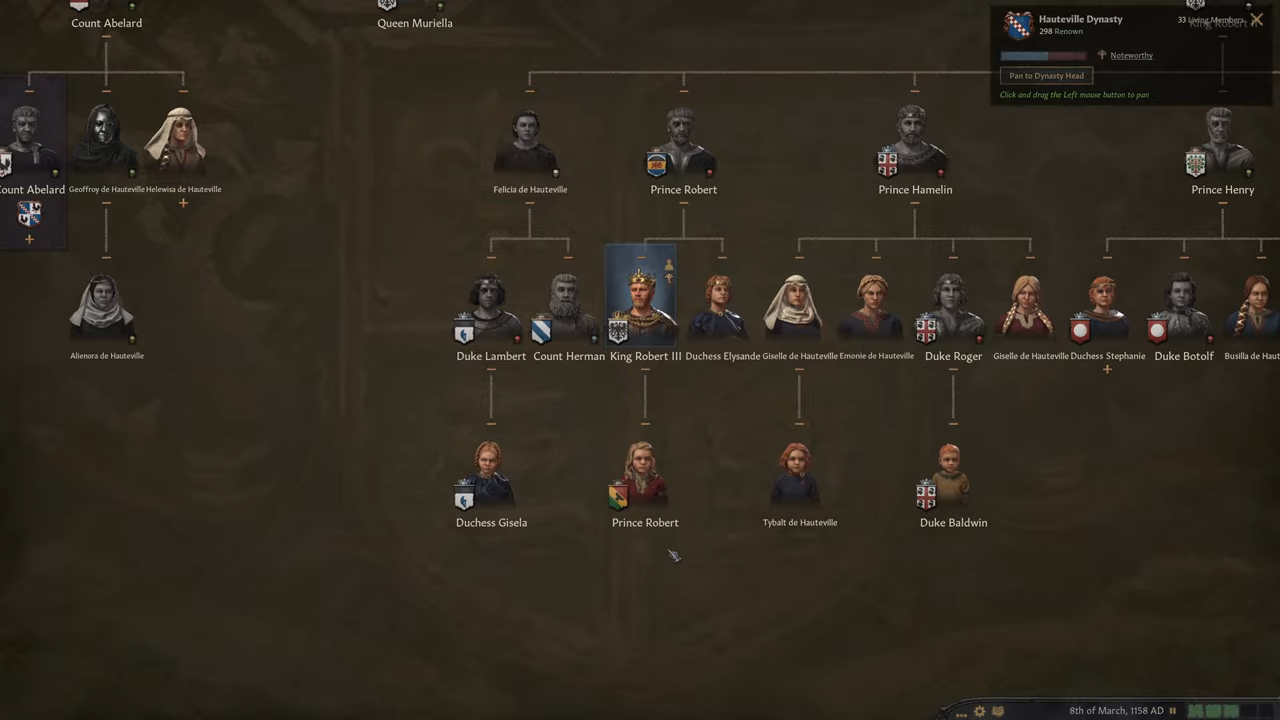 Count Abelard
Queen Muriella
Hauteville Dynasty
298 Renown
33 Living Members
Noteworthy
Pan to Dynasty Head
Click and drag the Left mouse button to pan
Count Abelard
Geoffroy de Hauteville
Helewisa de Hauteville
Felicia de Hauteville
Prince Robert
Prince Hamelin
Prince Henry
Alienora de Hauteville
Duke Lambert
Count Herman
King Robert III
Duchess Elysande
Giselle de Hauteville
Emonie de Hauteville
Duke Roger
Giselle de Hauteville
Duchess Stephanie
Duke Botolf
Busilla de Haut
Duchess Gisela
Prince Robert
Tybalt de Hauteville
Duke Baldwin
8th of March, 1158 AD